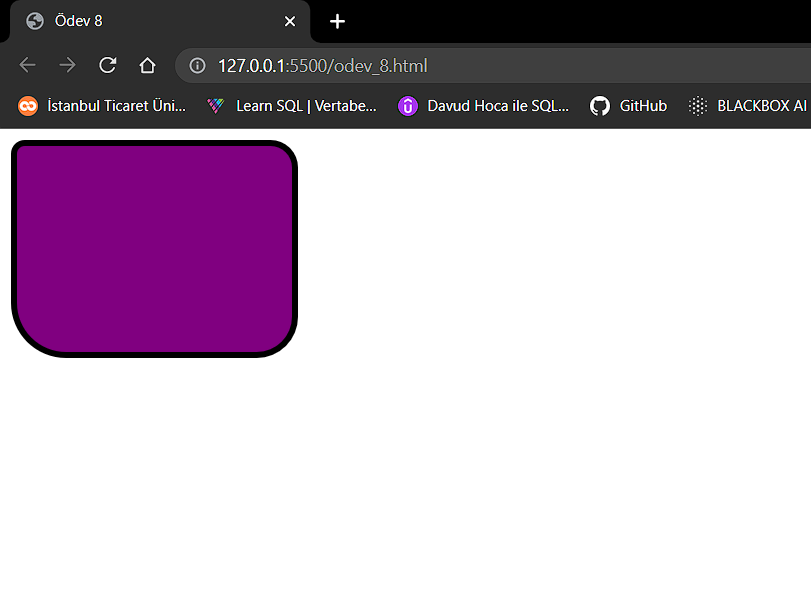 Ödev 8
127.0.0.1:5500/odev_8.html
İstanbul Ticaret Üni... Learn SQL | Vertabe... Davud Hoca ile SQL... GitHub BLACKBOX AI